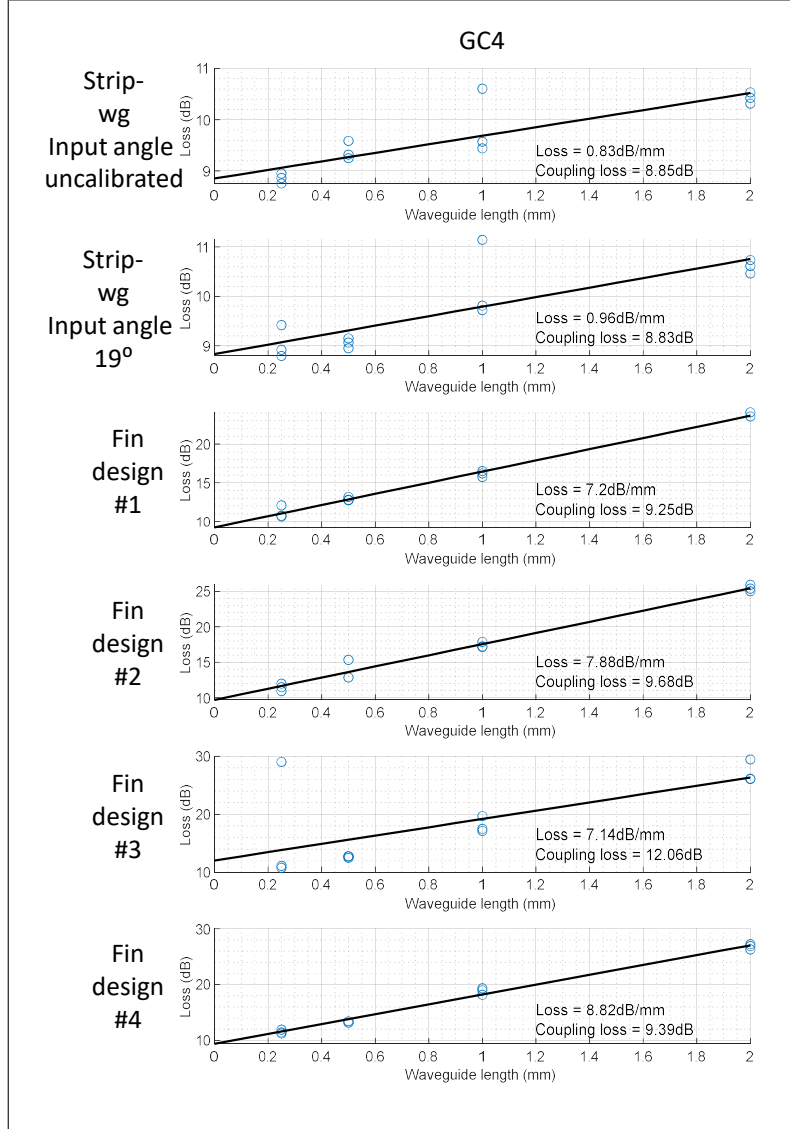 GC4
Strip-
wg
Input angle
uncalibrated
Loss (dB)
11
10
9
0 0.2 0.4 0.6 0.8 1 1.2 1.4 1.6 1.8 2
Waveguide length (mm)
Loss = 0.83dB/mm
Coupling loss = 8.85dB
Strip-
wg
Input angle
19⁰
Loss (dB)
11
10
9
0 0.2 0.4 0.6 0.8 1 1.2 1.4 1.6 1.8 2
Waveguide length (mm)
Loss = 0.96dB/mm
Coupling loss = 8.83dB
Fin
design
#1
Loss (dB)
20
15
10
0 0.2 0.4 0.6 0.8 1 1.2 1.4 1.6 1.8 2
Waveguide length (mm)
Loss = 7.2dB/mm
Coupling loss = 9.25dB
Fin
design
#2
Loss (dB)
25
20
15
10
0 0.2 0.4 0.6 0.8 1 1.2 1.4 1.6 1.8 2
Waveguide length (mm)
Loss = 7.88dB/mm
Coupling loss = 9.68dB
Fin
design
#3
Loss (dB)
30
20
10
0 0.2 0.4 0.6 0.8 1 1.2 1.4 1.6 1.8 2
Waveguide length (mm)
Loss = 7.14dB/mm
Coupling loss = 12.06dB
Fin
design
#4
Loss (dB)
30
20
10
0 0.2 0.4 0.6 0.8 1 1.2 1.4 1.6 1.8 2
Waveguide length (mm)
Loss = 8.82dB/mm
Coupling loss = 9.39dB